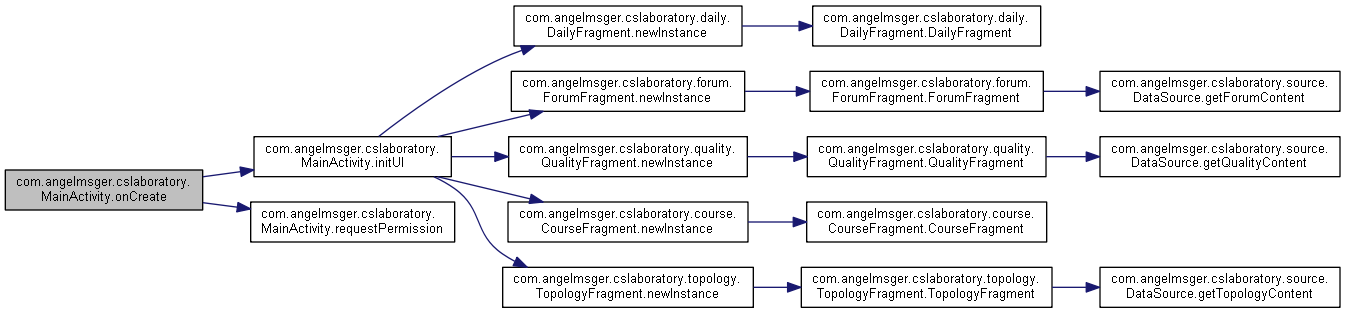 com.angelmsger.cslaboratory.daily.
DailyFragment.newInstance
com.angelmsger.cslaboratory.daily.
DailyFragment.DailyFragment
com.angelmsger.cslaboratory.forum.
ForumFragment.newInstance
com.angelmsger.cslaboratory.forum.
ForumFragment.ForumFragment
com.angelmsger.cslaboratory.source.
DataSource.getForumContent
com.angelmsger.cslaboratory.
MainActivity.initUI
com.angelmsger.cslaboratory.quality.
QualityFragment.newInstance
com.angelmsger.cslaboratory.quality.
QualityFragment.QualityFragment
com.angelmsger.cslaboratory.source.
DataSource.getQualityContent
com.angelmsger.cslaboratory.
MainActivity.onCreate
com.angelmsger.cslaboratory.
MainActivity.requestPermission
com.angelmsger.cslaboratory.course.
CourseFragment.newInstance
com.angelmsger.cslaboratory.course.
CourseFragment.CourseFragment
com.angelmsger.cslaboratory.topology.
TopologyFragment.newInstance
com.angelmsger.cslaboratory.topology.
TopologyFragment.TopologyFragment
com.angelmsger.cslaboratory.source.
DataSource.getTopologyContent